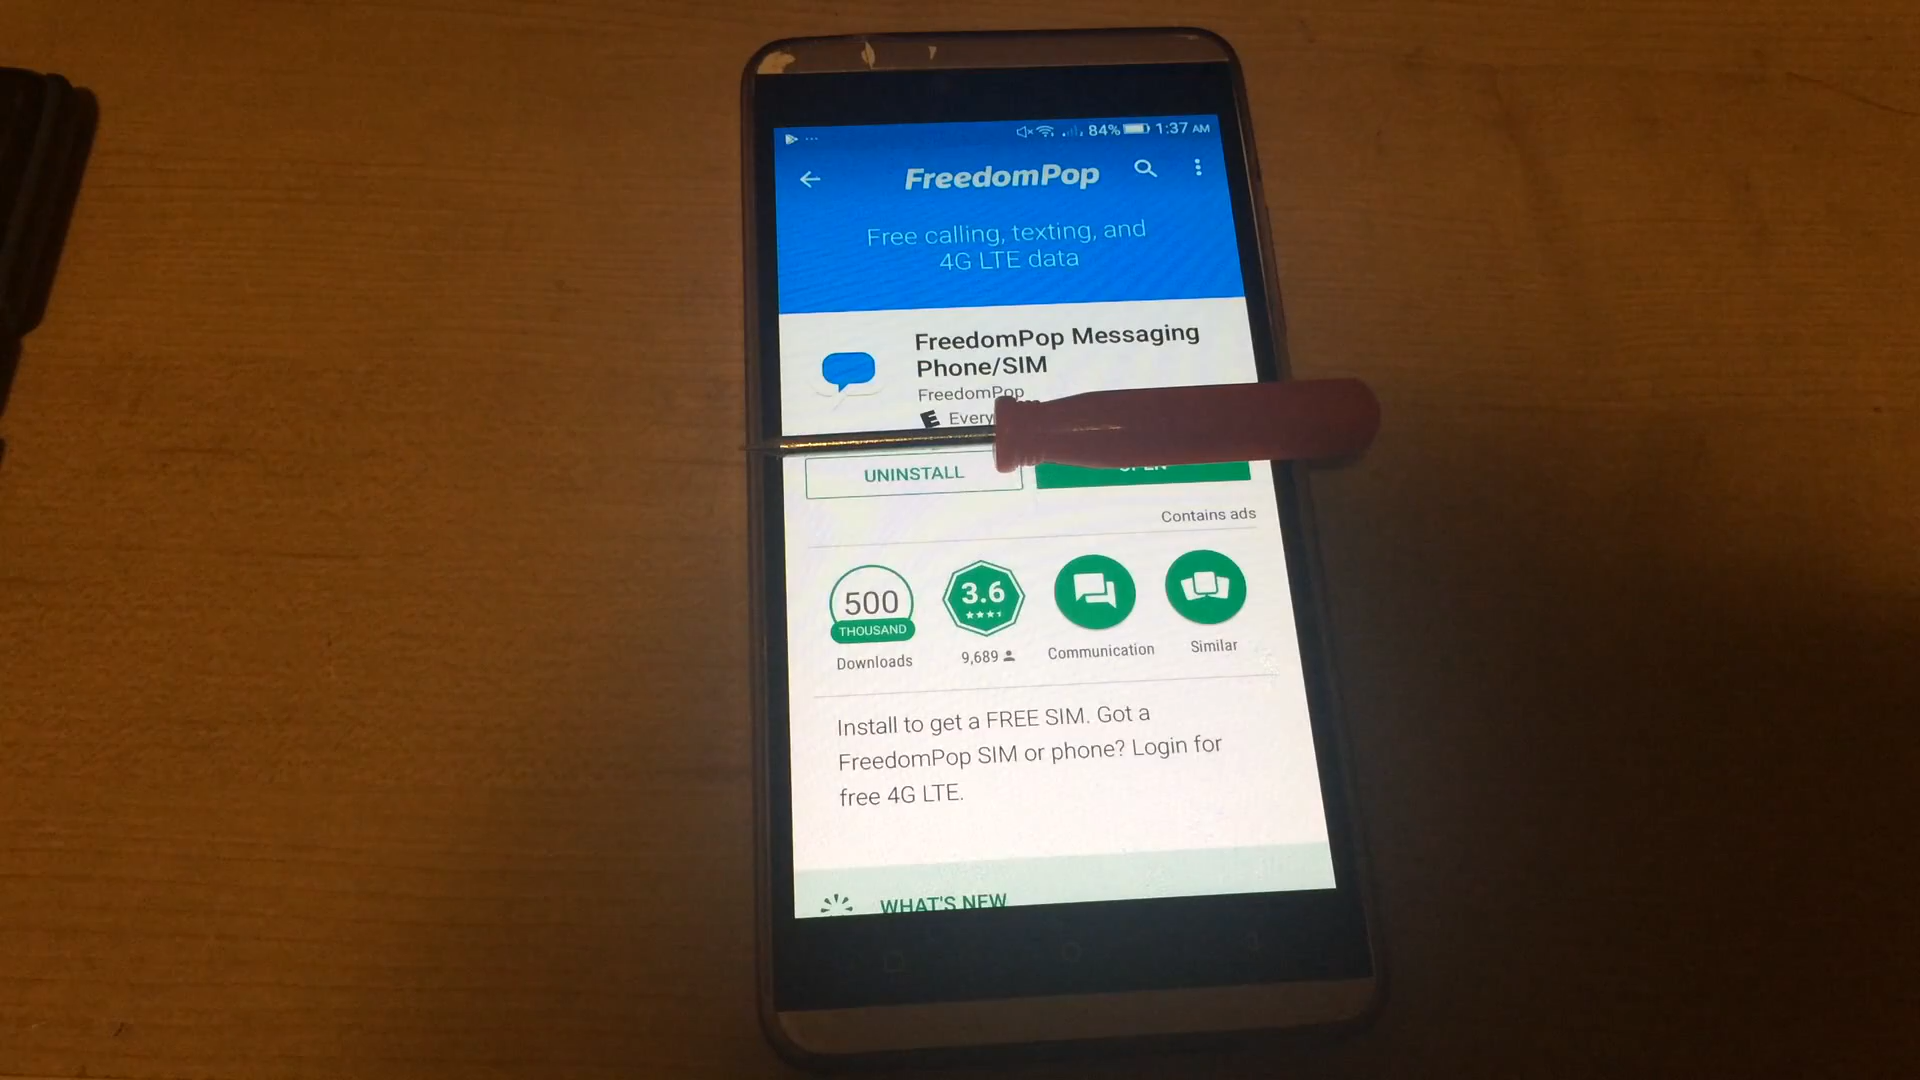 84% 1:37 AM
FreedomPop
Free calling, texting, and
4G LTE data
FreedomPop Messaging
Phone/SIM
FreedomPop
E Every
UNINSTALL
Contains ads
500
THOUSAND
Downloads
3.6
9,689
Communication
Similar
Install to get a FREE SIM. Got a
FreedomPop SIM or phone? Login for
free 4G LTE.
WHAT'S NEW